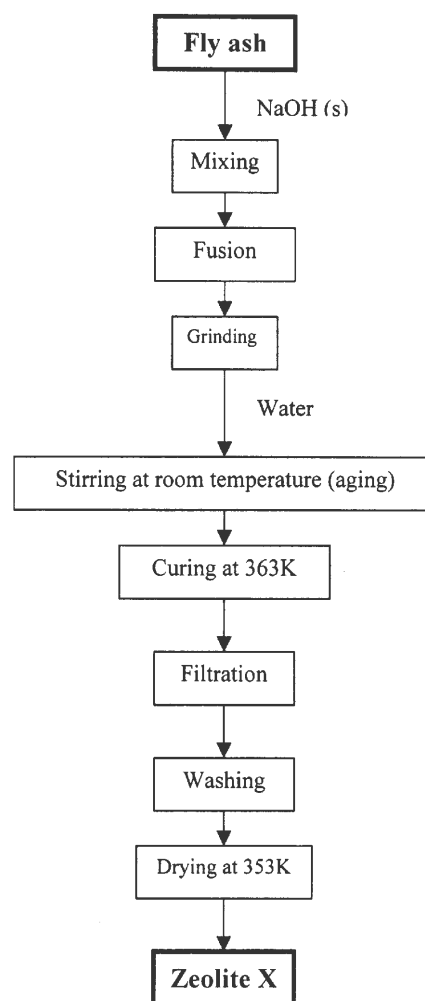 Fly ash
NaOH (s)
Mixing
Fusion
Grinding
Water
Stirring at room temperature (aging)
Curing at 363K
Filtration
Washing
Drying at 353K
Zeolite X